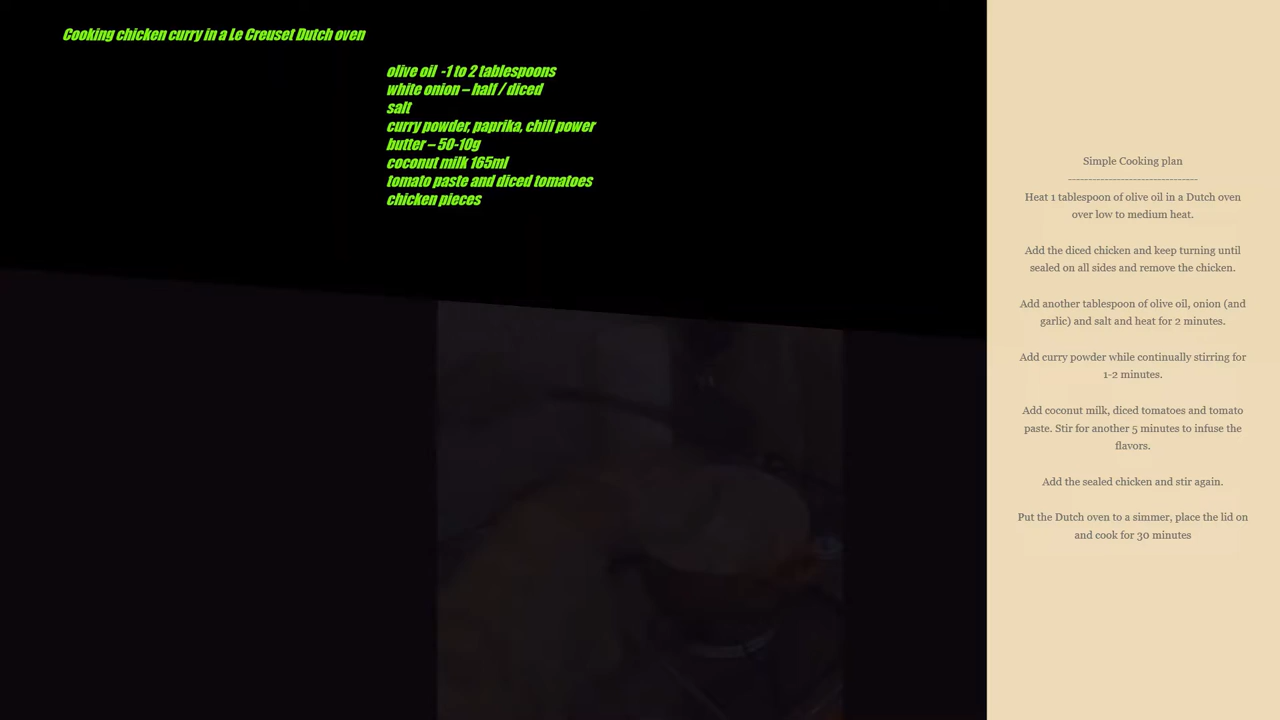 Cooking chicken curry in a Le Creuset Dutch oven
olive oil -1 to 2 tablespoons
white onion – half / diced
salt
curry powder, paprika, chili power
butter – 50-10g
coconut milk 165ml
tomato paste and diced tomatoes
chicken pieces
Simple Cooking plan
--------------------------------
Heat 1 tablespoon of olive oil in a Dutch oven
over low to medium heat.
Add the diced chicken and keep turning until
sealed on all sides and remove the chicken.
Add another tablespoon of olive oil, onion (and
garlic) and salt and heat for 2 minutes.
Add curry powder while continually stirring for
1-2 minutes.
Add coconut milk, diced tomatoes and tomato
paste. Stir for another 5 minutes to infuse the
flavors.
Add the sealed chicken and stir again.
Put the Dutch oven to a simmer, place the lid on
and cook for 30 minutes